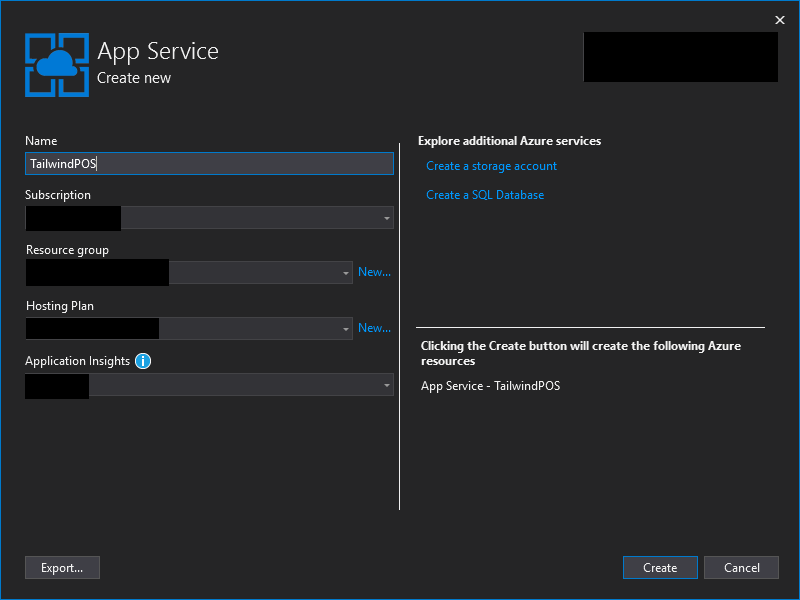 App Service
Create new
Name
TailwindPOS
Subscription
Resource group
New...
Hosting Plan
New...
Application Insights
Explore additional Azure services
Create a storage account
Create a SQL Database
Clicking the Create button will create the following Azure
resources
App Service - TailwindPOS
Export...
Create
Cancel